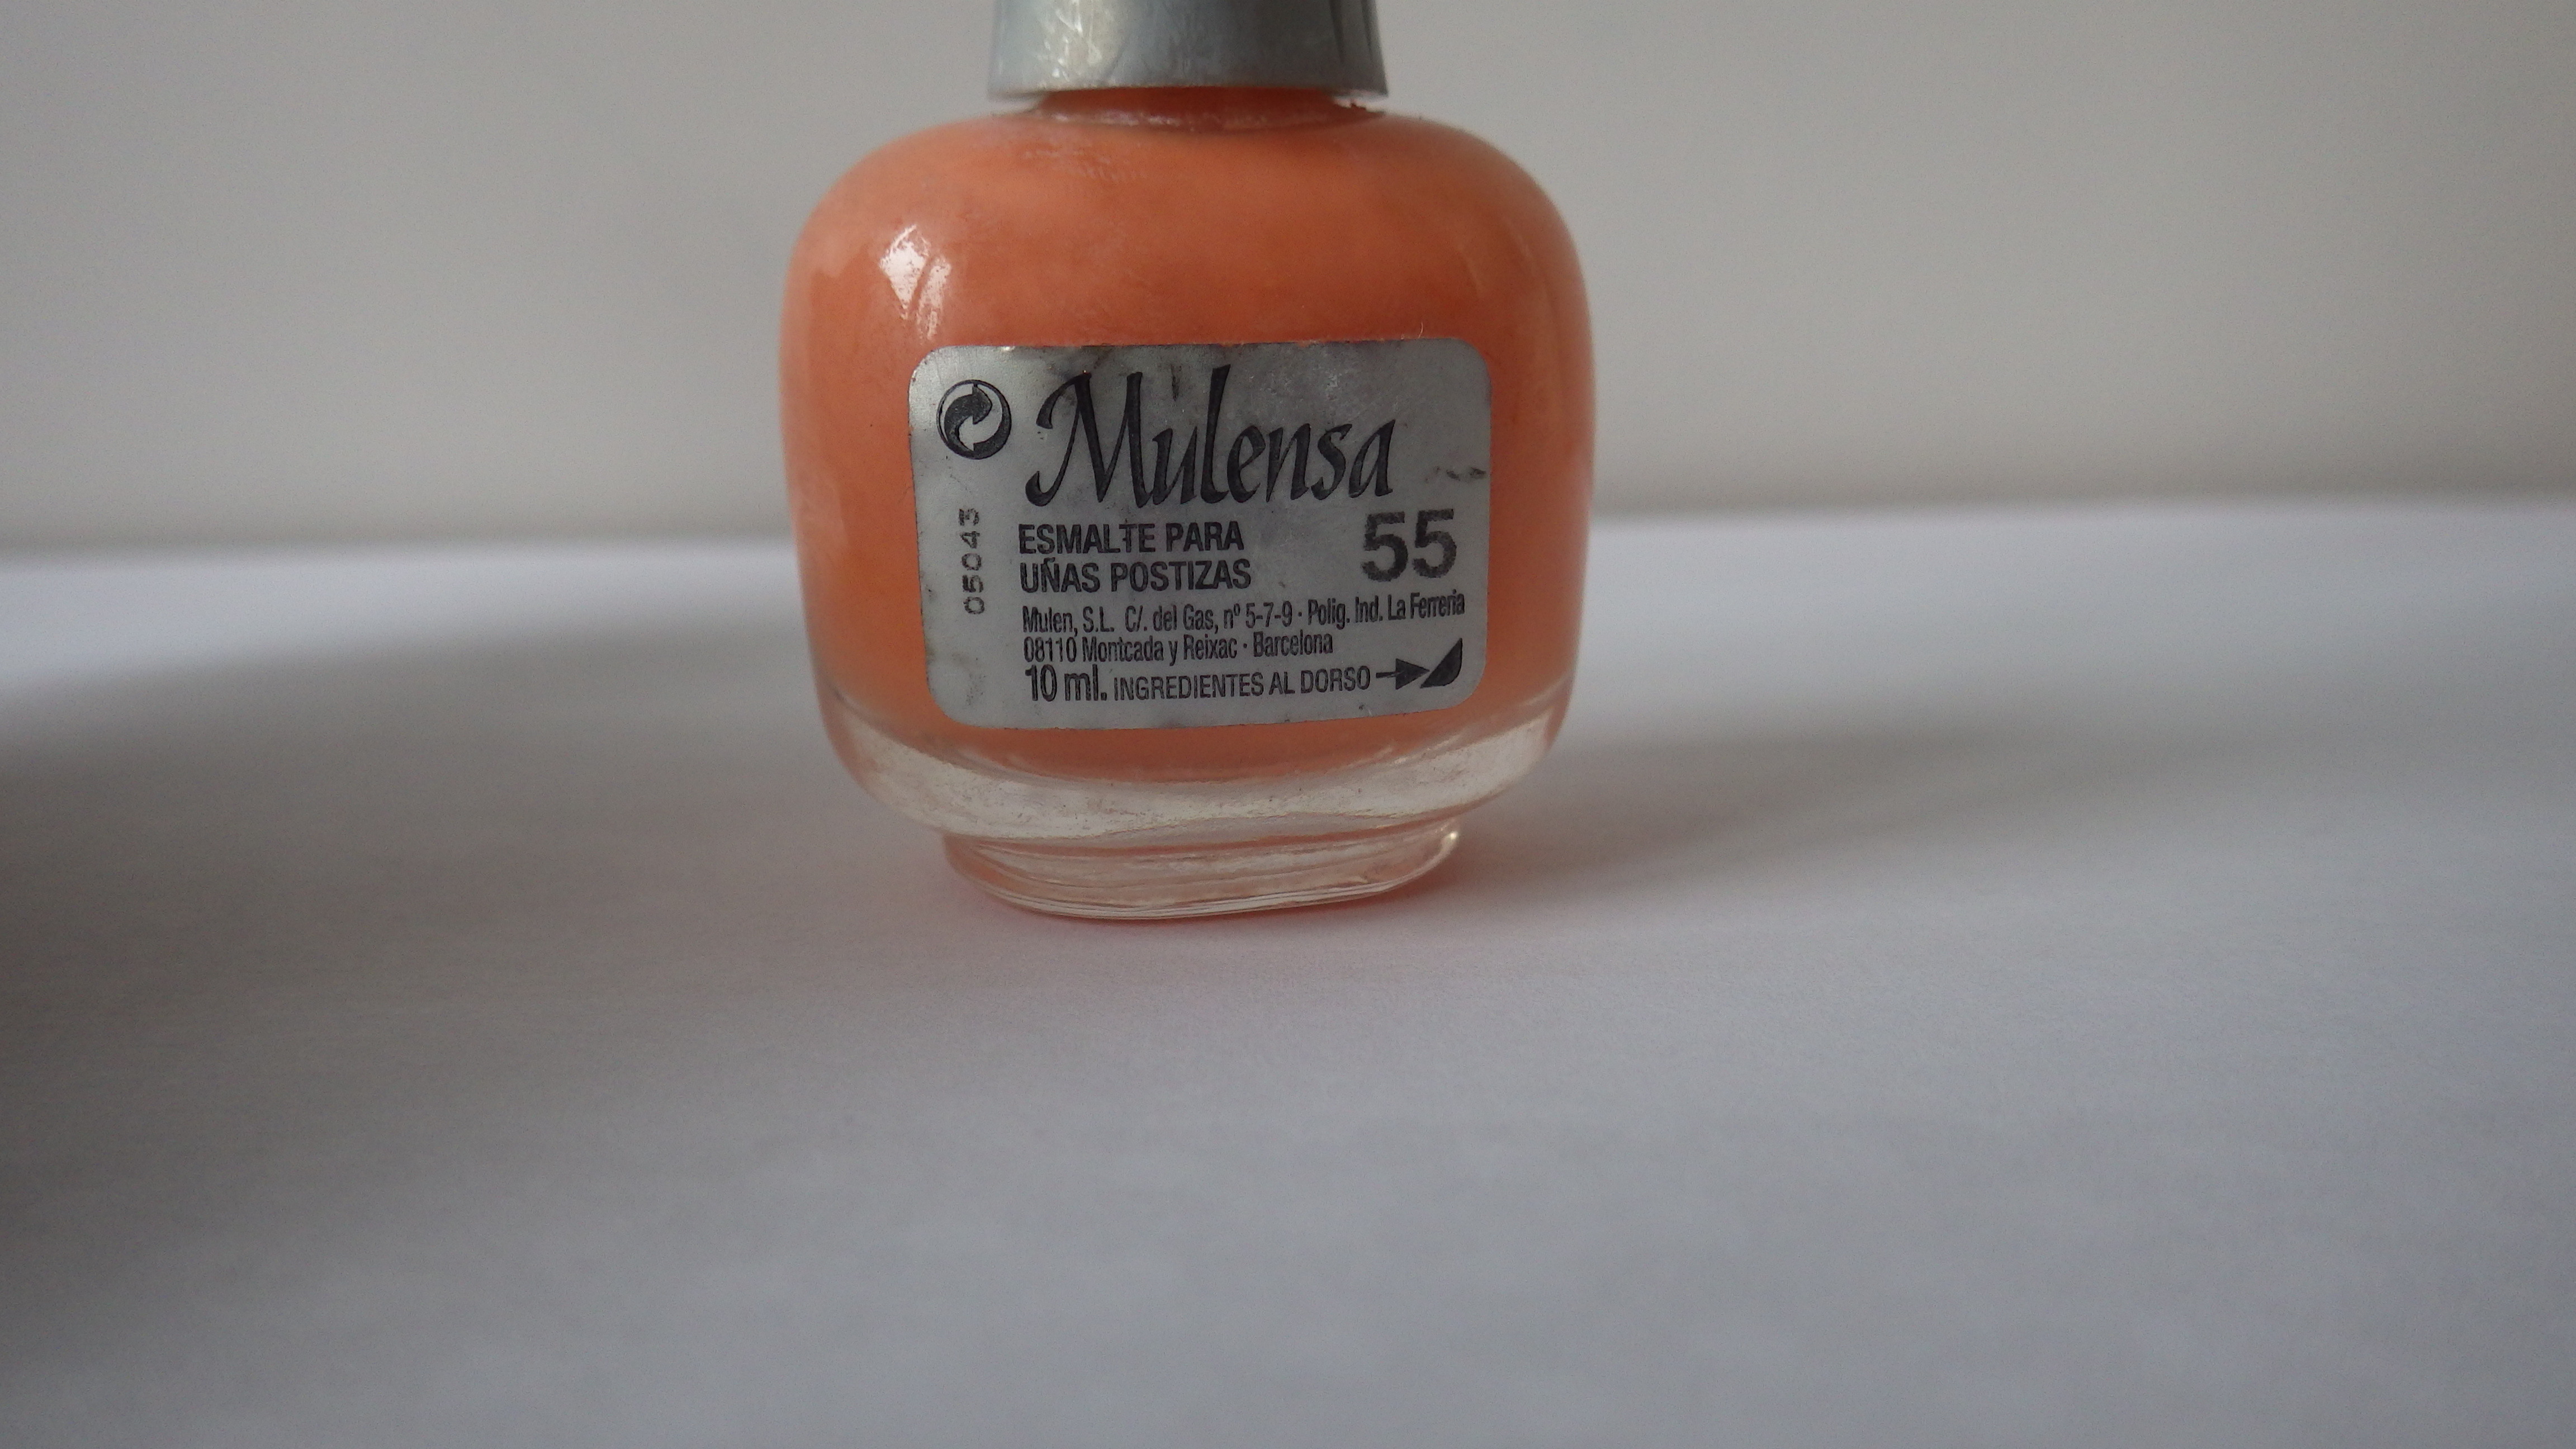 Mulensa
05043
ESMALTE PARA
UÑAS POSTIZAS
55
Mulen, S.L. C/. del Gas, nº 5-7-9 · Polig. Ind. La Ferreria
08110 Montcada y Reixac · Barcelona
10 ml. INGREDIENTES AL DORSO